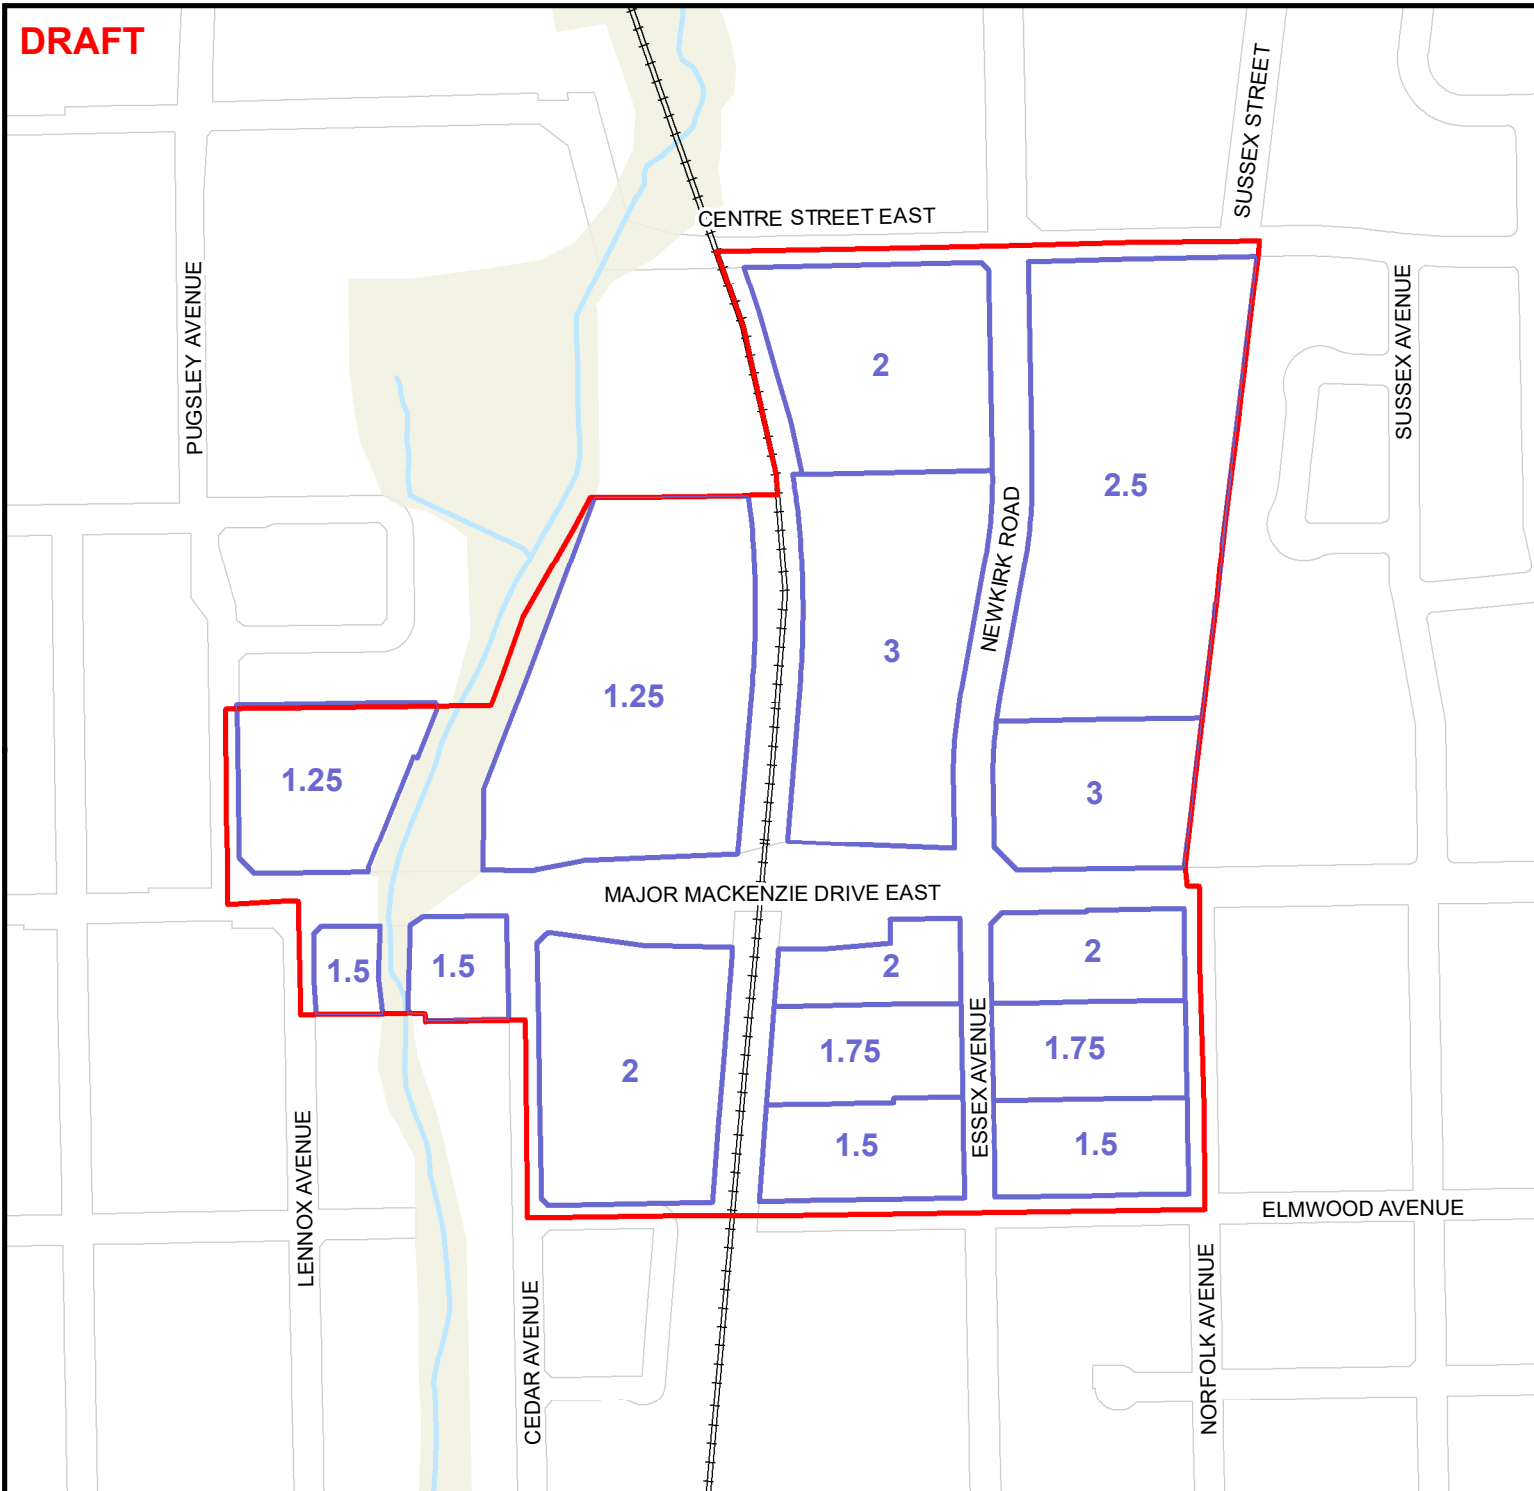 DRAFT
SUSSEX STREET
CENTRE STREET EAST
PUGSLEY AVENUE
SUSSEX AVENUE
2
2.5
NEWKIRK ROAD
3
1.25
1.25
3
MAJOR MACKENZIE DRIVE EAST
1.5
1.5
2
2
2
1.75
1.75
ESSEX AVENUE
1.5
1.5
LENNOX AVENUE
ELMWOOD AVENUE
CEDAR AVENUE
NORFOLK AVENUE